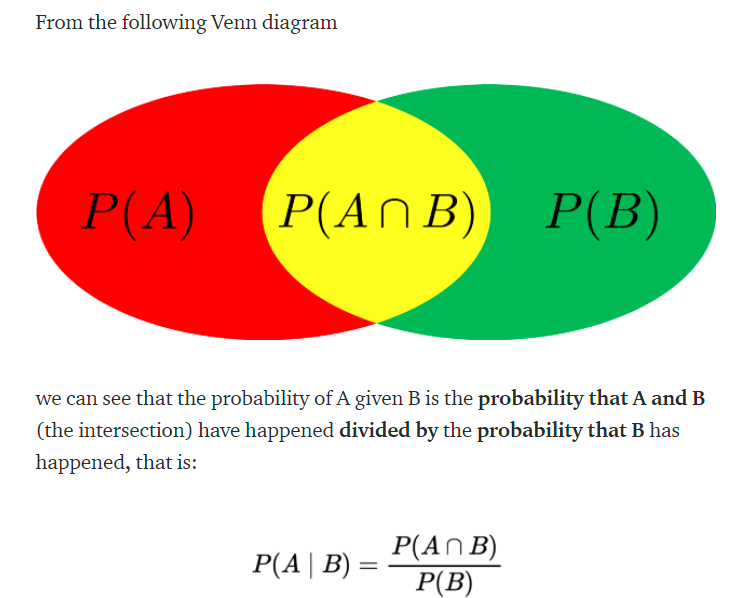 From the following Venn diagram
P(A) P(A ∩ B) P(B)
we can see that the probability of A given B is the probability that A and B
(the intersection) have happened divided by the probability that B has
happened, that is:
P(A | B) = P(A ∩ B) / P(B)